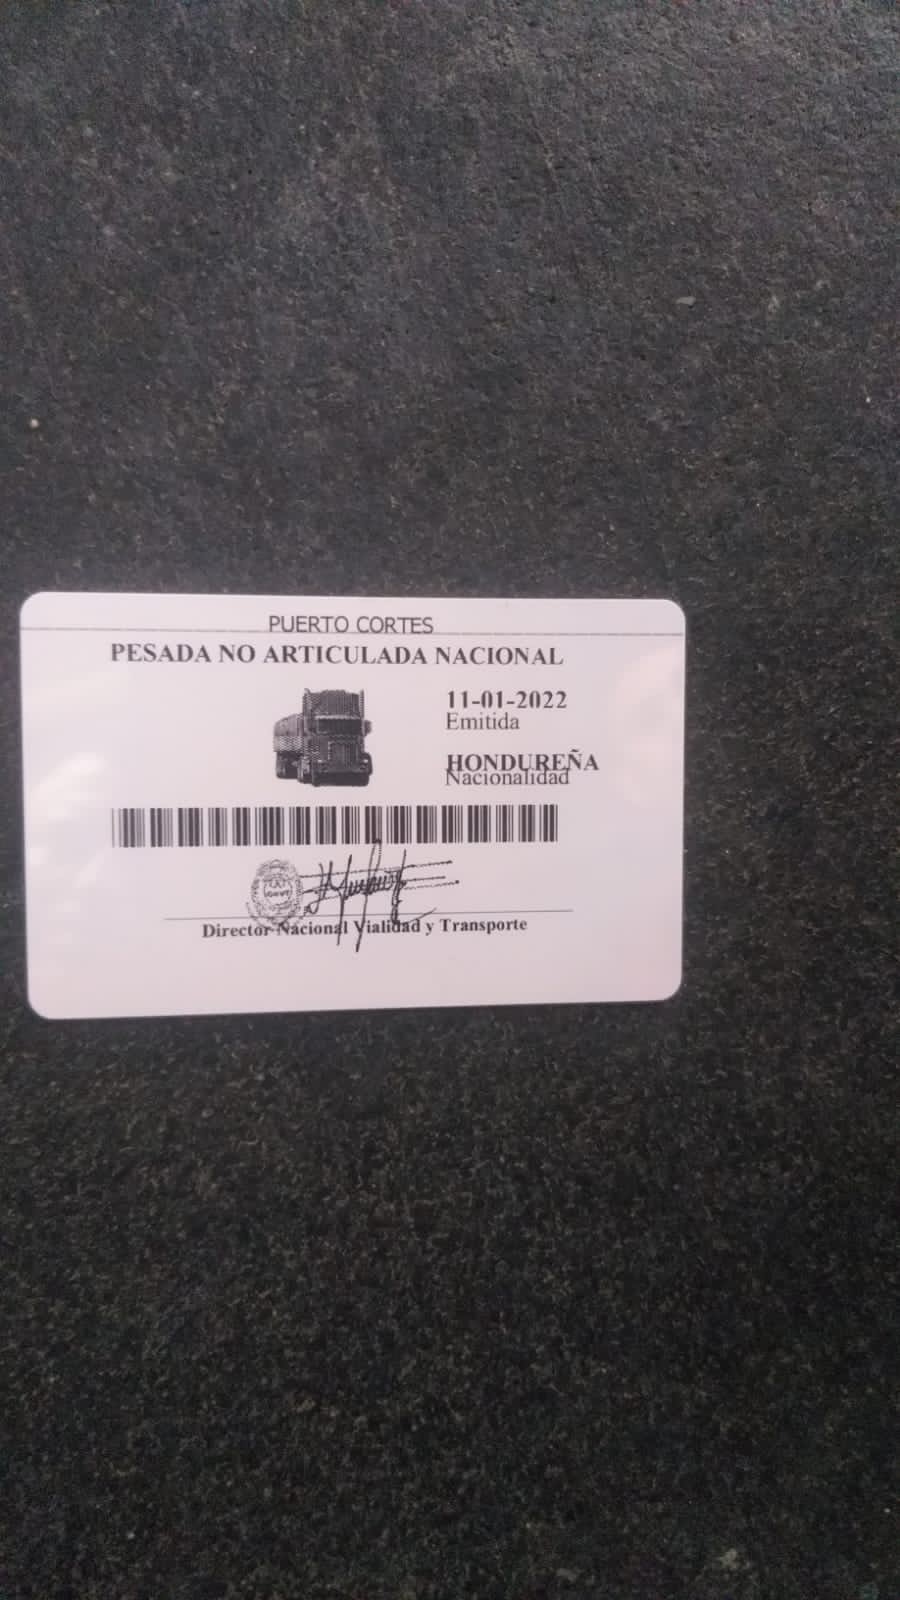 PUERTO CORTES
PESADA NO ARTICULADA NACIONAL
11-01-2022
Emitida
HONDUREÑA
Nacionalidad
Director Nacional Vialidad y Transporte